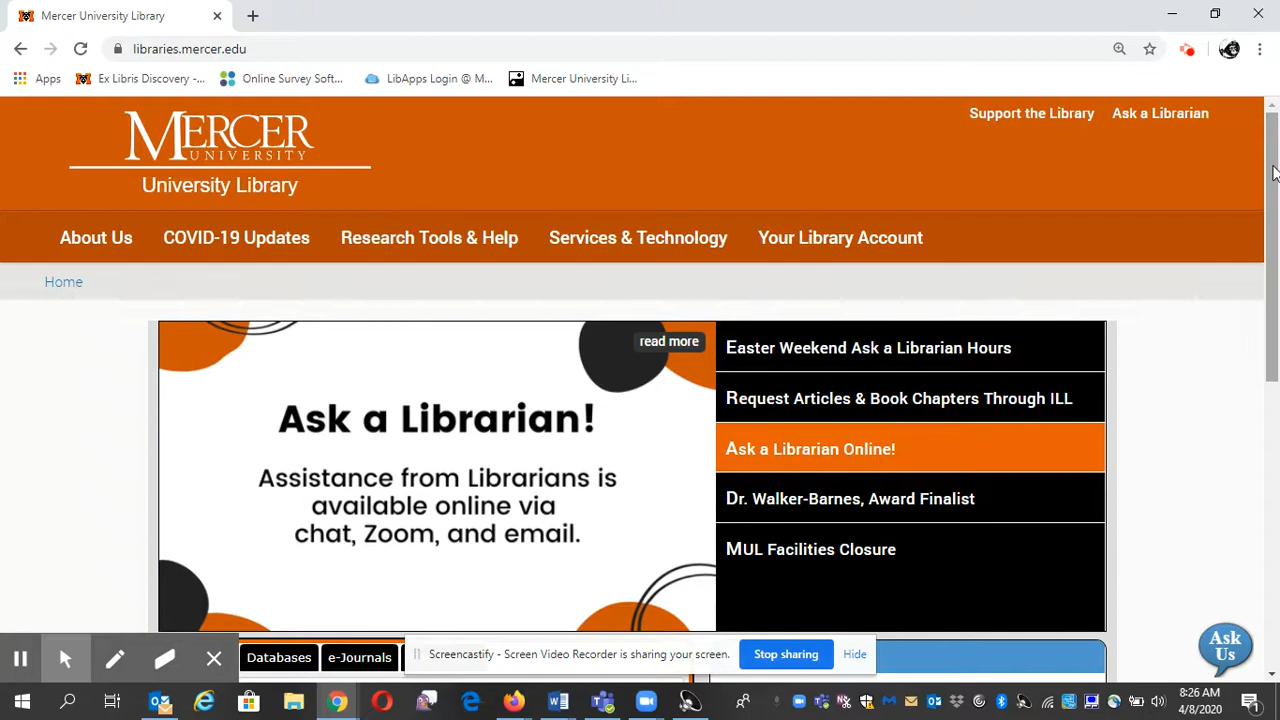 Mercer University Library
libraries.mercer.edu
Apps
Ex Libris Discovery -...
Online Survey Soft...
LibApps Login @ M...
Mercer University Li...
Support the Library
Ask a Librarian
MERCER
UNIVERSITY
University Library
About Us
COVID-19 Updates
Research Tools & Help
Services & Technology
Your Library Account
Home
read more
Ask a Librarian!
Assistance from Librarians is
available online via
chat, Zoom, and email.
Easter Weekend Ask a Librarian Hours
Request Articles & Book Chapters Through ILL
Ask a Librarian Online!
Dr. Walker-Barnes, Award Finalist
MUL Facilities Closure
Ask
Us
Databases
e-Journals
Screencastify - Screen Video Recorder is sharing your screen.
Stop sharing
Hide
8:26 AM
4/8/2020